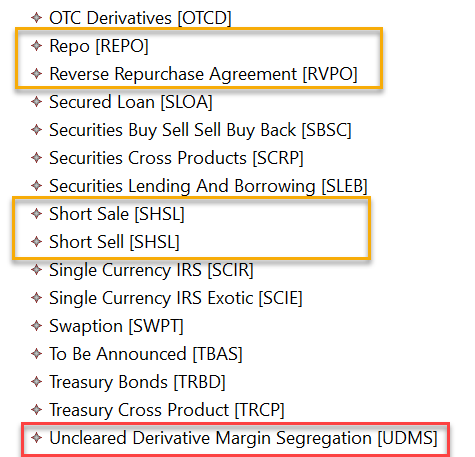 OTC Derivatives [OTCD]
Repo [REPO]
Reverse Repurchase Agreement [RVPO]
Secured Loan [SLOA]
Securities Buy Sell Sell Buy Back [SBSC]
Securities Cross Products [SCRP]
Securities Lending And Borrowing [SLEB]
Short Sale [SHSL]
Short Sell [SHSL]
Single Currency IRS [SCIR]
Single Currency IRS Exotic [SCIE]
Swaption [SWPT]
To Be Announced [TBAS]
Treasury Bonds [TRBD]
Treasury Cross Product [TRCP]
Uncleared Derivative Margin Segregation [UDMS]